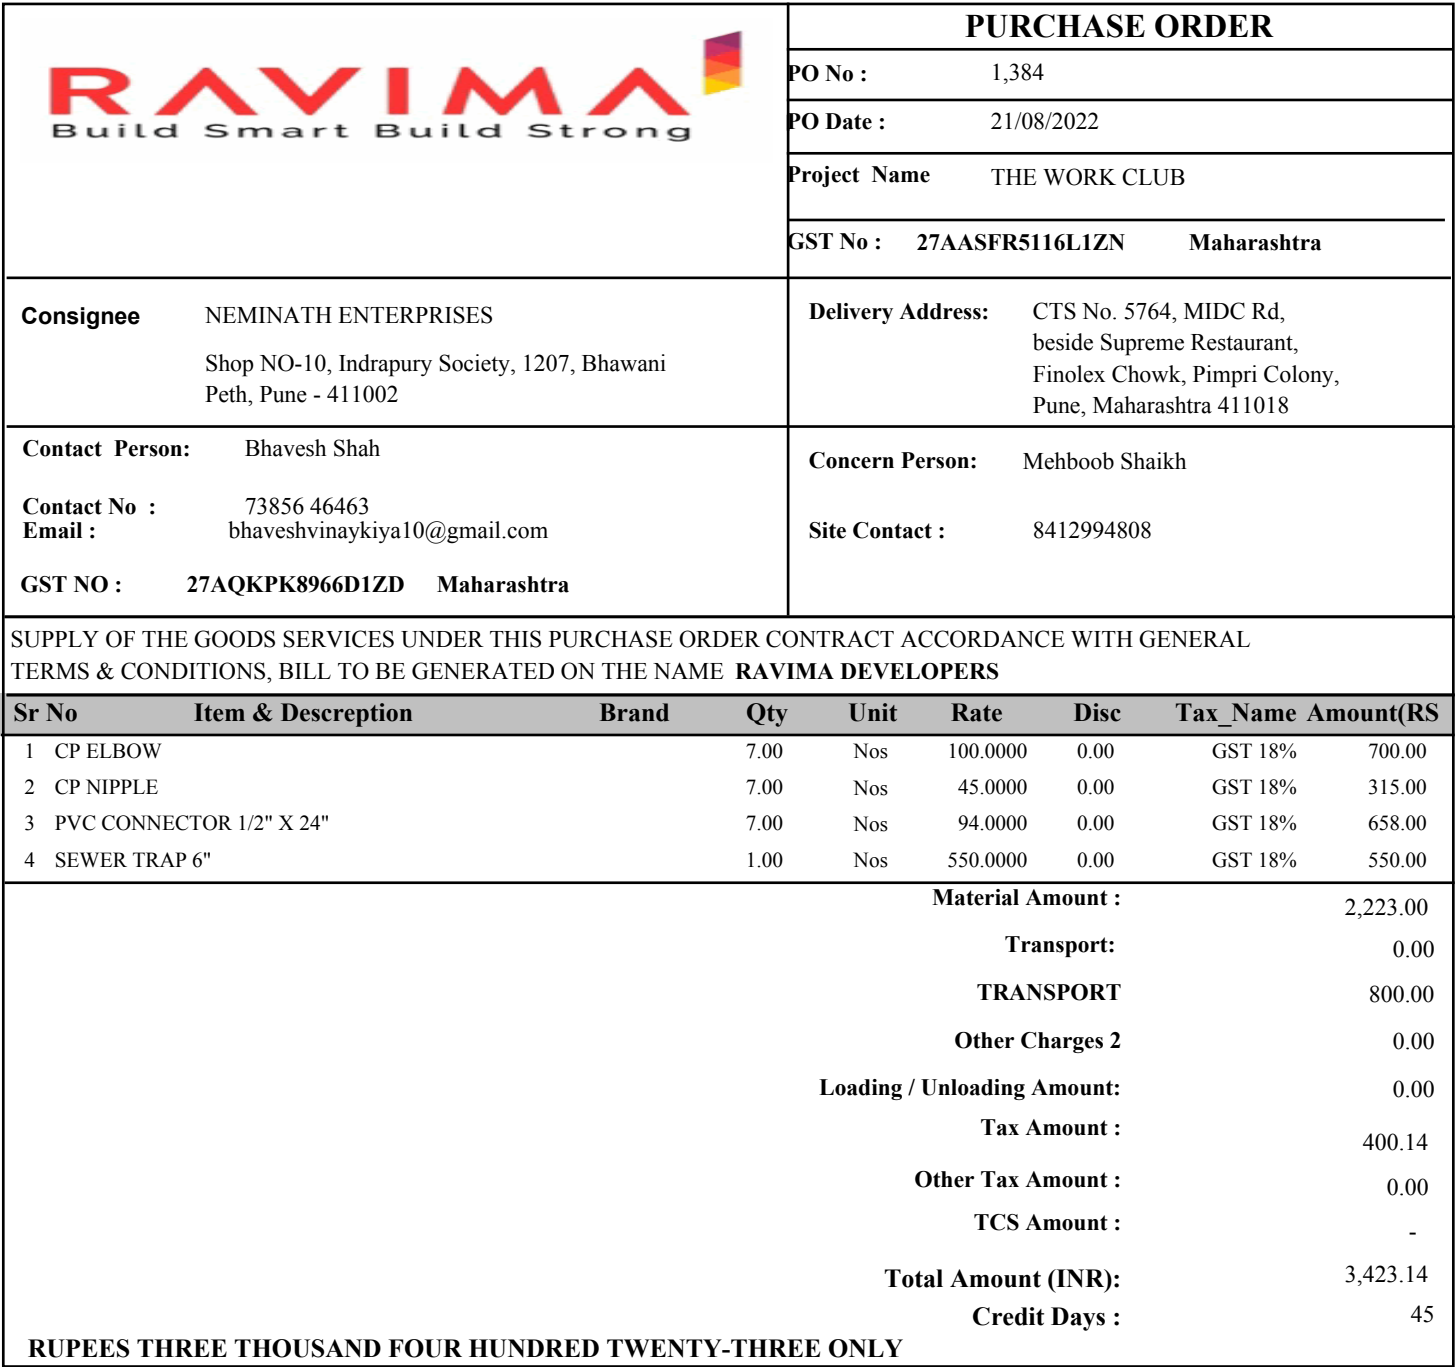 RAVIMA
Build Smart Build Strong
PURCHASE ORDER
PO No : 1,384
PO Date : 21/08/2022
Project Name THE WORK CLUB
GST No : 27AASFR5116L1ZN Maharashtra
Consignee NEMINATH ENTERPRISES
Shop NO-10, Indrapury Society, 1207, Bhawani
Peth, Pune - 411002
Delivery Address: CTS No. 5764, MIDC Rd,
beside Supreme Restaurant,
Finolex Chowk, Pimpri Colony,
Pune, Maharashtra 411018
Contact Person: Bhavesh Shah
Contact No : 73856 46463
Email : bhaveshvinaykiya10@gmail.com
GST NO : 27AQKPK8966D1ZD Maharashtra
Concern Person: Mehboob Shaikh
Site Contact : 8412994808
SUPPLY OF THE GOODS SERVICES UNDER THIS PURCHASE ORDER CONTRACT ACCORDANCE WITH GENERAL
TERMS & CONDITIONS, BILL TO BE GENERATED ON THE NAME RAVIMA DEVELOPERS
Sr No Item & Descreption Brand Qty Unit Rate Disc Tax_Name Amount(RS
1 CP ELBOW 7.00 Nos 100.0000 0.00 GST 18% 700.00
2 CP NIPPLE 7.00 Nos 45.0000 0.00 GST 18% 315.00
3 PVC CONNECTOR 1/2" X 24" 7.00 Nos 94.0000 0.00 GST 18% 658.00
4 SEWER TRAP 6" 1.00 Nos 550.0000 0.00 GST 18% 550.00
Material Amount : 2,223.00
Transport: 0.00
TRANSPORT 800.00
Other Charges 2 0.00
Loading / Unloading Amount: 0.00
Tax Amount : 400.14
Other Tax Amount : 0.00
TCS Amount : -
Total Amount (INR): 3,423.14
Credit Days : 45
RUPEES THREE THOUSAND FOUR HUNDRED TWENTY-THREE ONLY